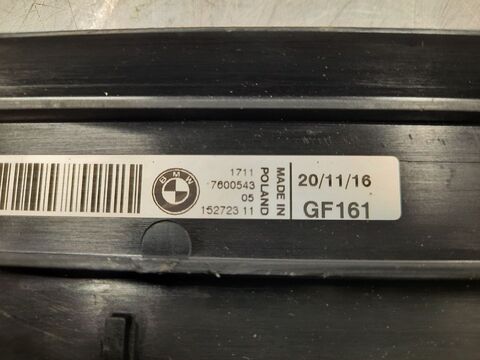 BMW
1711
7600543
05
152723 11
MADE IN
POLAND
20/11/16
GF161